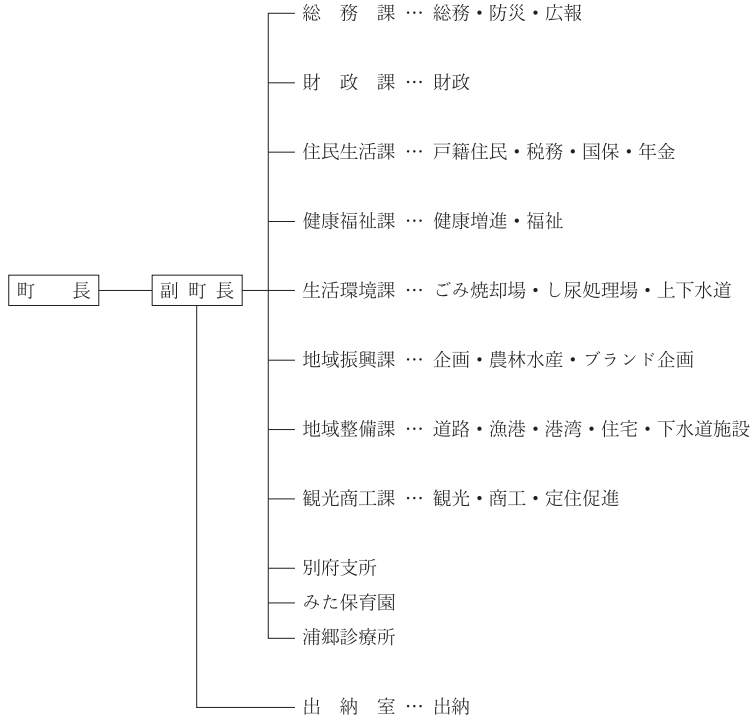 総務課 … 総務・防災・広報
財政課 … 財政
住民生活課 … 戸籍住民・税務・国保・年金
健康福祉課 … 健康増進・福祉
町長
副町長
生活環境課 … ごみ焼却場・し尿処理場・上下水道
地域振興課 … 企画・農林水産・ブランド企画
地域整備課 … 道路・漁港・港湾・住宅・下水道施設
観光商工課 … 観光・商工・定住促進
別府支所
みた保育園
浦郷診療所
出納室 … 出納